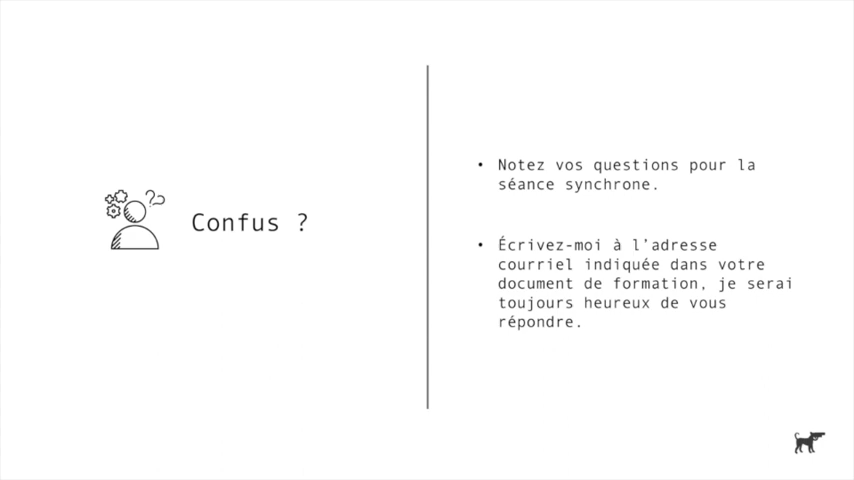 Confus ?
• Notez vos questions pour la
séance synchrone.
• Écrivez-moi à l'adresse
courriel indiquée dans votre
document de formation, je serai
toujours heureux de vous
répondre.